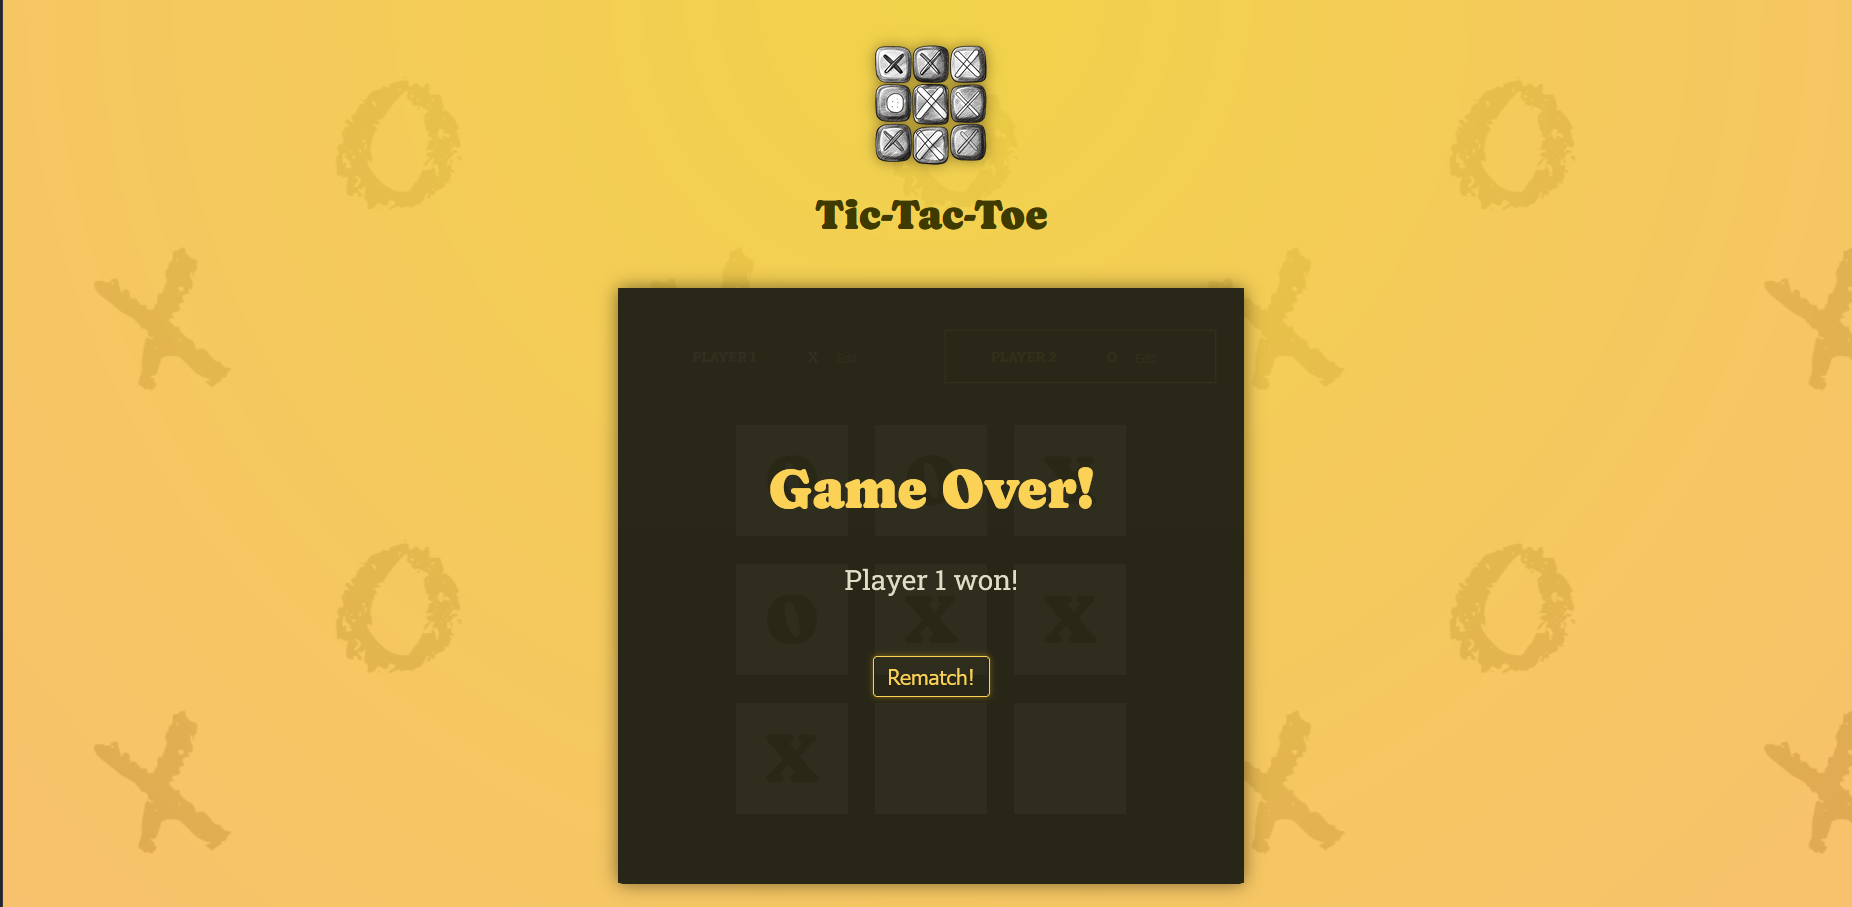 Tic-Tac-Toe
PLAYER 1 X Edit PLAYER 2 O Edit
O O X
Game Over!
Player 1 won!
O X X
Rematch!
X